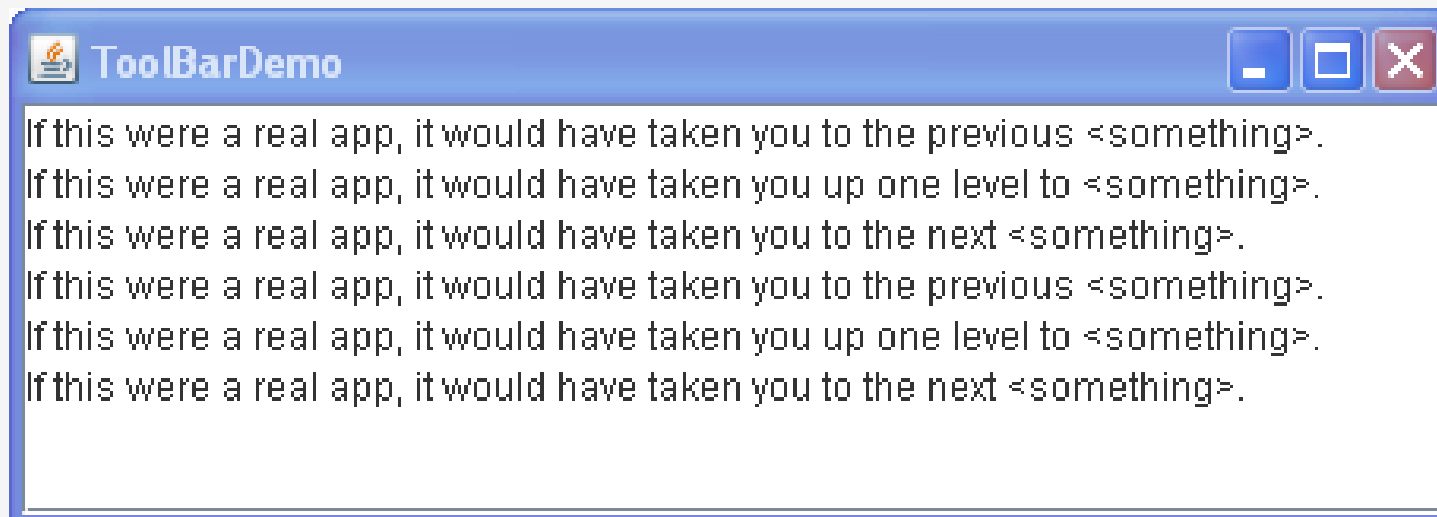 ToolBarDemo
If this were a real app, it would have taken you to the previous <something>.
If this were a real app, it would have taken you up one level to <something>.
If this were a real app, it would have taken you to the next <something>.
If this were a real app, it would have taken you to the previous <something>.
If this were a real app, it would have taken you up one level to <something>.
If this were a real app, it would have taken you to the next <something>.